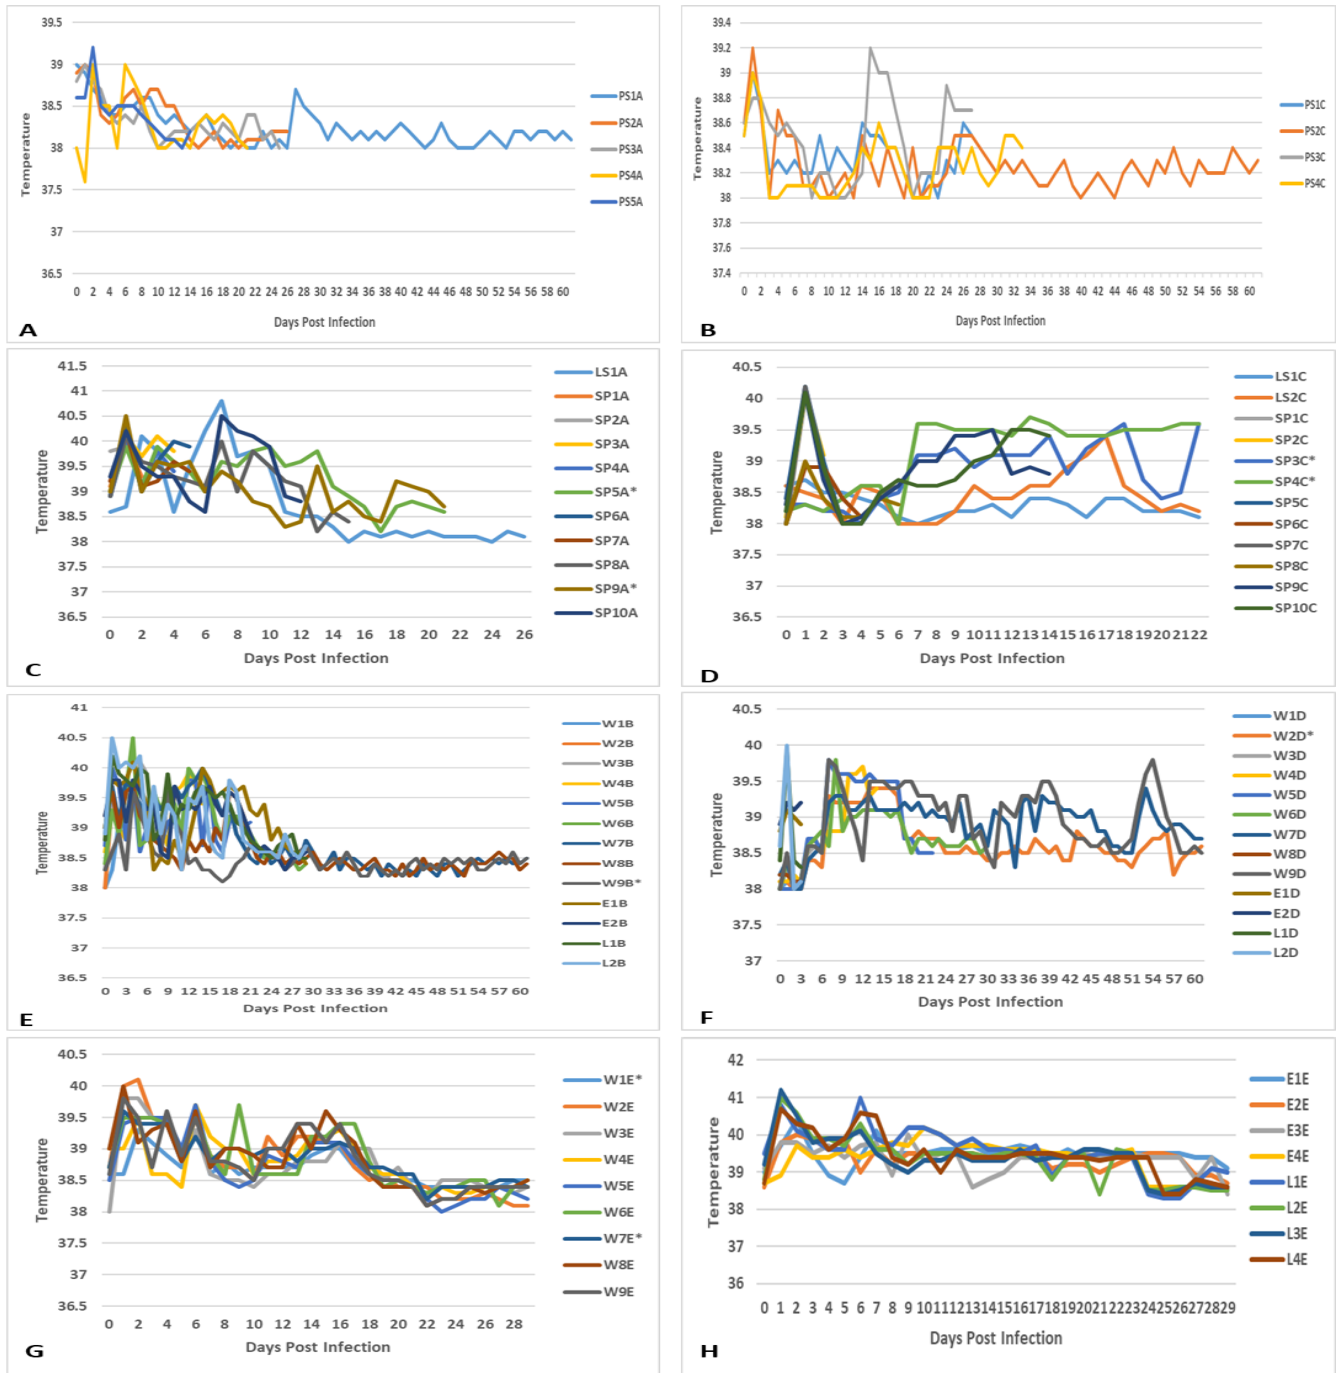 39.5
39
38.5
38
37.5
37
36.5
Temperature
0 2 4 6 8 10 12 14 16 18 20 22 24 26 28 30 32 34 36 38 40 42 44 46 48 50 52 54 56 58 60
Days Post Infection
PS1A
PS2A
PS3A
PS4A
PS5A
A
39.4
39.2
39
38.8
38.6
38.4
38.2
38
37.8
37.6
37.4
Temperature
0 2 4 6 8 10 12 14 16 18 20 22 24 26 28 30 32 34 36 38 40 42 44 46 48 50 52 54 56 58 60
Days Post Infection
PS1C
PS2C
PS3C
PS4C
B
41.5
41
40.5
40
39.5
39
38.5
38
37.5
37
36.5
Temperature
0 2 4 6 8 10 12 14 16 18 20 22 24 26
Days Post Infection
LS1A
SP1A
SP2A
SP3A
SP4A
SP5A*
SP6A
SP7A
SP8A
SP9A*
SP10A
C
40.5
40
39.5
39
38.5
38
37.5
37
36.5
Temperature
0 1 2 3 4 5 6 7 8 9 10 11 12 13 14 15 16 17 18 19 20 21 22
Days Post Infection
LS1C
LS2C
SP1C
SP2C
SP3C*
SP4C*
SP5C
SP6C
SP7C
SP8C
SP9C
SP10C
D
41
40.5
40
39.5
39
38.5
38
37.5
37
36.5
Temperature
0 3 6 9 12 15 18 21 24 27 30 33 36 39 42 45 48 51 54 57 60
Days Post Infection
W1B
W2B
W3B
W4B
W5B
W6B
W7B
W8B
W9B*
E1B
E2B
L1B
L2B
E
40.5
40
39.5
39
38.5
38
37.5
37
Temperature
0 3 6 9 12 15 18 21 24 27 30 33 36 39 42 45 48 51 54 57 60
Days Post Infection
W1D
W2D*
W3D
W4D
W5D
W6D
W7D
W8D
W9D
E1D
E2D
L1D
L2D
F
40.5
40
39.5
39
38.5
38
37.5
37
36.5
Temperature
0 2 4 6 8 10 12 14 16 18 20 22 24 26 28
Days Post Infection
W1E*
W2E
W3E
W4E
W5E
W6E
W7E*
W8E
W9E
G
42
41
40
39
38
37
36
Temperature
0 1 2 3 4 5 6 7 8 9 10 11 12 13 14 15 16 17 18 19 20 21 22 23 24 25 26 27 28 29
Days Post Infection
E1E
E2E
E3E
E4E
L1E
L2E
L3E
L4E
H